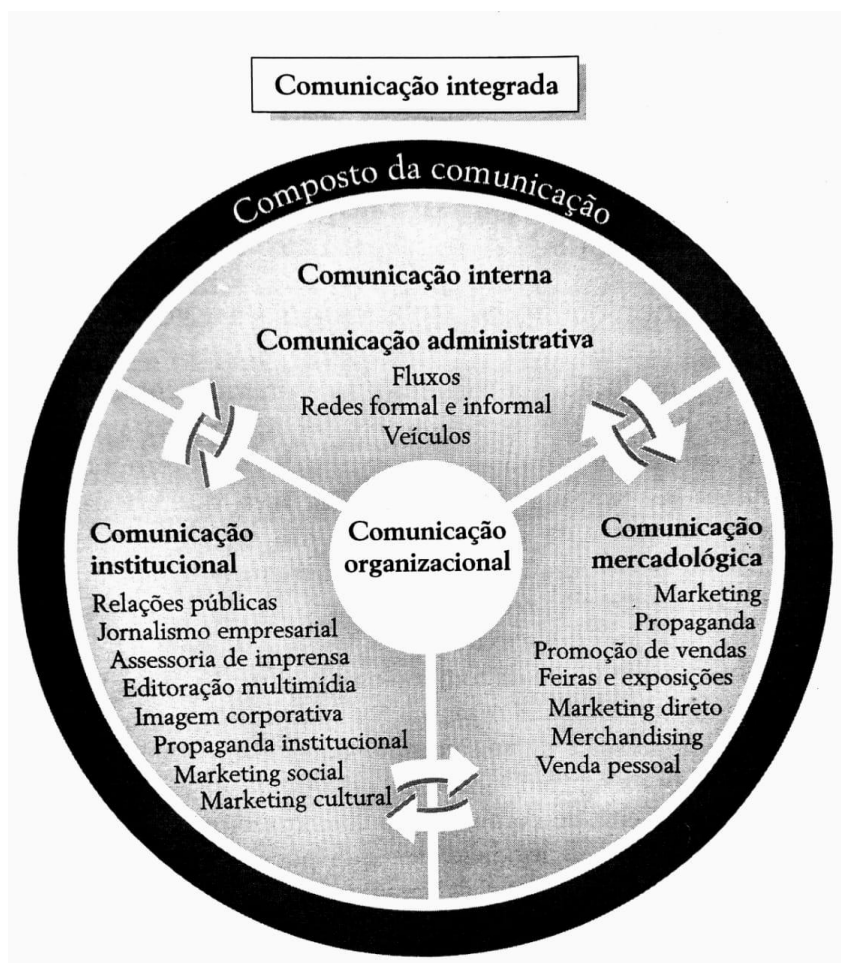 Comunicação integrada
Composto da comunicação
Comunicação interna
Comunicação administrativa
Fluxos
Redes formal e informal
Veículos
Comunicação
organizacional
Comunicação
institucional
Relações públicas
Jornalismo empresarial
Assessoria de imprensa
Editoração multimídia
Imagem corporativa
Propaganda institucional
Marketing social
Marketing cultural
Comunicação
mercadológica
Marketing
Propaganda
Promoção de vendas
Feiras e exposições
Marketing direto
Merchandising
Venda pessoal